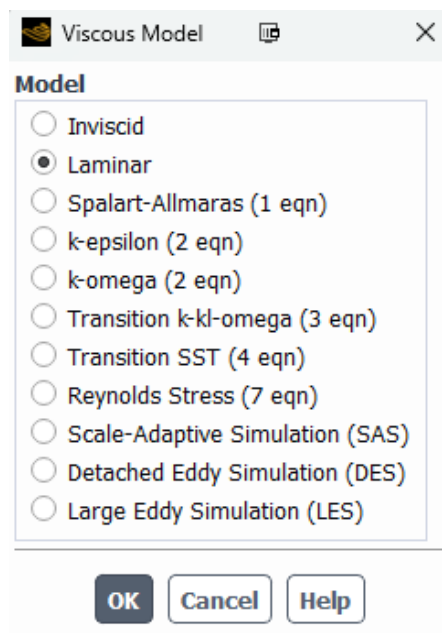 Viscous Model
Model
Inviscid
Laminar
Spalart-Allmaras (1 eqn)
k-epsilon (2 eqn)
k-omega (2 eqn)
Transition k-kl-omega (3 eqn)
Transition SST (4 eqn)
Reynolds Stress (7 eqn)
Scale-Adaptive Simulation (SAS)
Detached Eddy Simulation (DES)
Large Eddy Simulation (LES)
OK Cancel Help